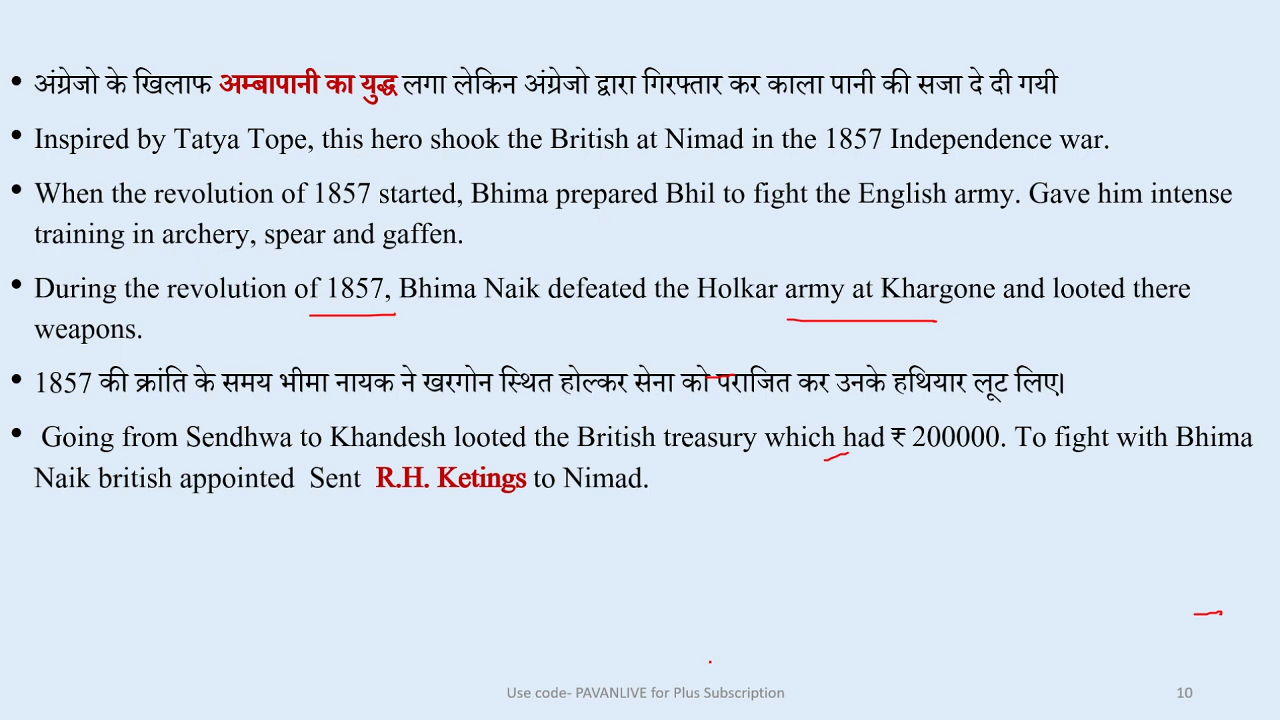 • अंग्रेजो के खिलाफ अम्बापानी का युद्ध लगा लेकिन अंग्रेजो द्वारा गिरफ्तार कर काला पानी की सजा दे दी गयी
• Inspired by Tatya Tope, this hero shook the British at Nimad in the 1857 Independence war.
• When the revolution of 1857 started, Bhima prepared Bhil to fight the English army. Gave him intense
training in archery, spear and gaffen.
• During the revolution of 1857, Bhima Naik defeated the Holkar army at Khargone and looted there
weapons.
• 1857 की क्रांति के समय भीमा नायक ने खरगोन स्थित होल्कर सेना को पराजित कर उनके हथियार लूट लिए।
• Going from Sendhwa to Khandesh looted the British treasury which had ₹ 200000. To fight with Bhima
Naik british appointed Sent R.H. Ketings to Nimad.
Use code- PAVANLIVE for Plus Subscription
10